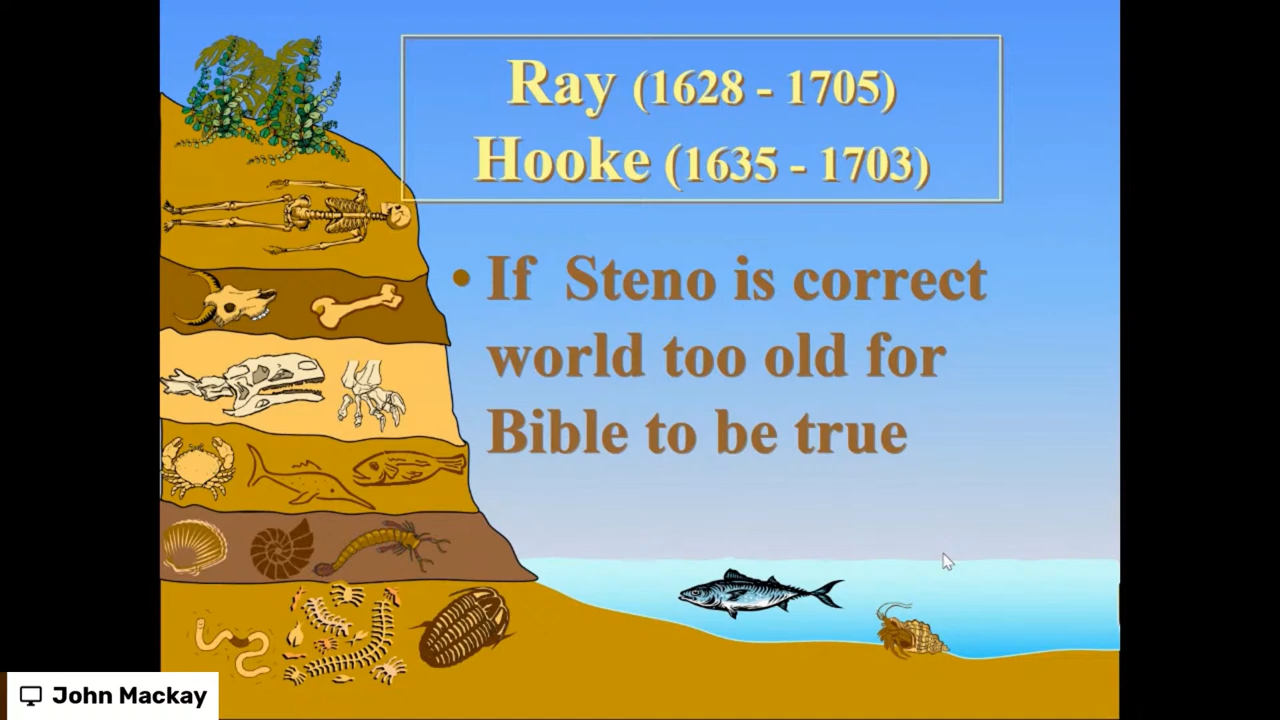 Ray (1628 - 1705)
Hooke (1635 - 1703)
• If Steno is correct
world too old for
Bible to be true
John Mackay